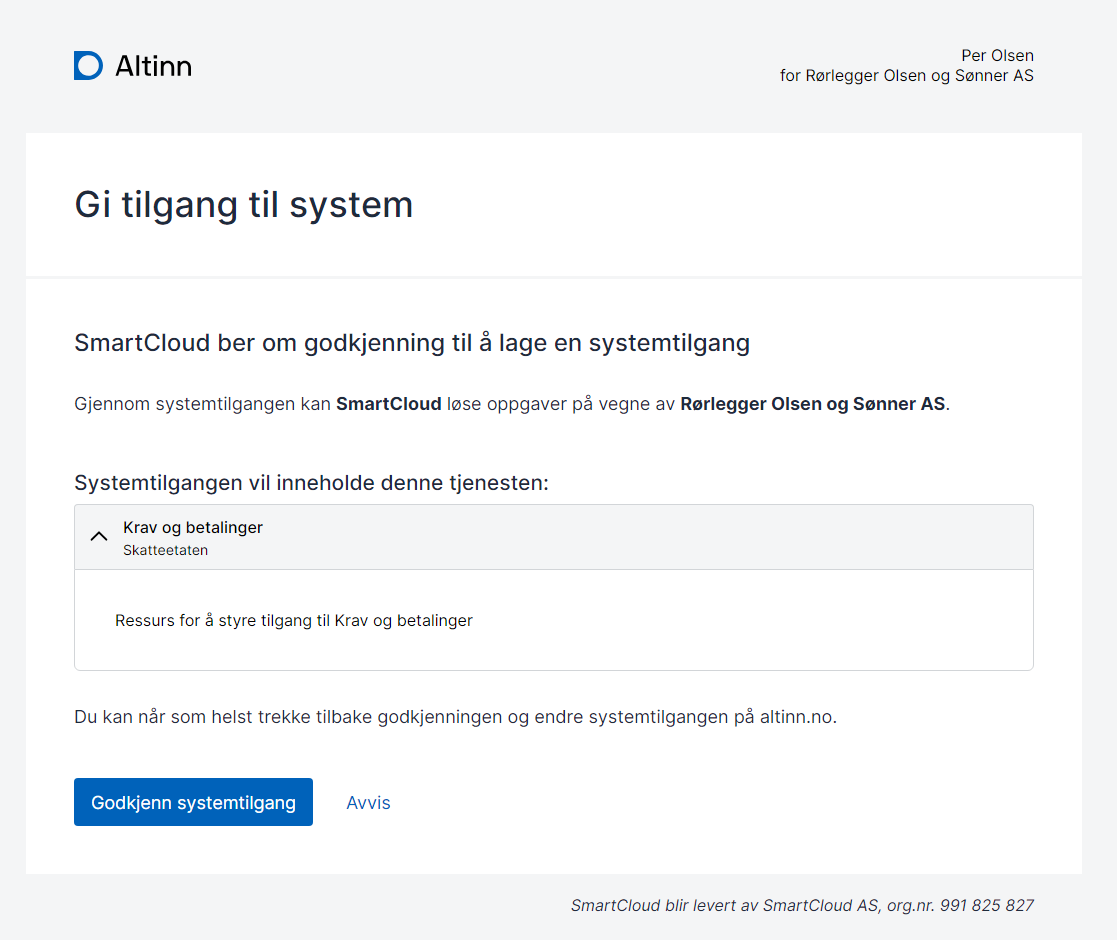 Altinn
Per Olsen
for Rørlegger Olsen og Sønner AS
Gi tilgang til system
SmartCloud ber om godkjenning til å lage en systemtilgang
Gjennom systemtilgangen kan SmartCloud løse oppgaver på vegne av Rørlegger Olsen og Sønner AS.
Systemtilgangen vil inneholde denne tjenesten:
Krav og betalinger
Skatteetaten
Ressurs for å styre tilgang til Krav og betalinger
Du kan når som helst trekke tilbake godkjenningen og endre systemtilgangen på altinn.no.
Godkjenn systemtilgang
Avvis
SmartCloud blir levert av SmartCloud AS, org.nr. 991 825 827